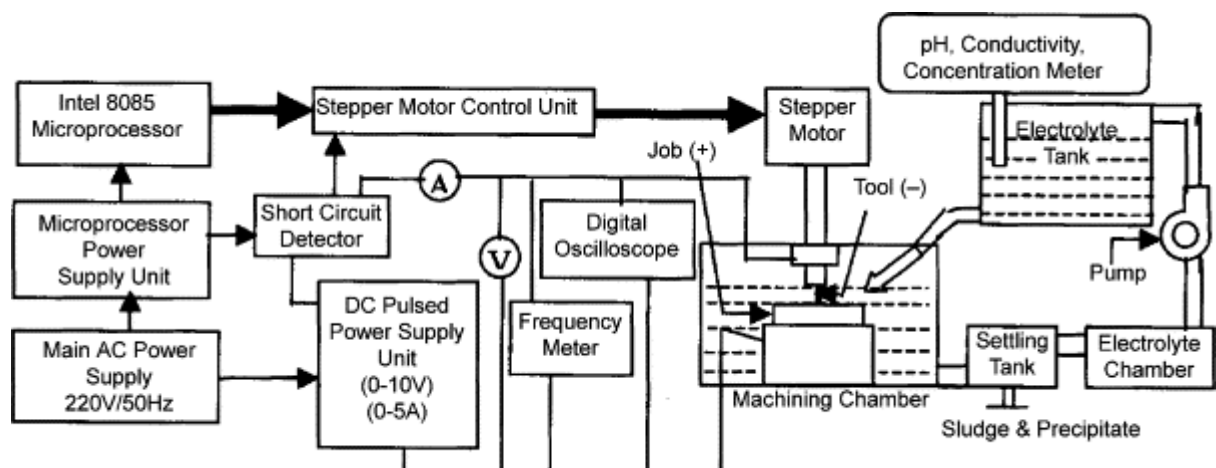 pH, Conductivity,
Concentration Meter
Intel 8085
Microprocessor
Stepper Motor Control Unit
Stepper
Motor
Electrolyte
Tank
Job (+)
Tool (–)
A
Short Circuit
Detector
Digital
Oscilloscope
Microprocessor
Power
Supply Unit
V
Pump
DC Pulsed
Power Supply
Unit
(0-10V)
(0-5A)
Frequency
Meter
Main AC Power
Supply
220V/50Hz
Settling
Tank
Electrolyte
Chamber
Machining Chamber
Sludge & Precipitate